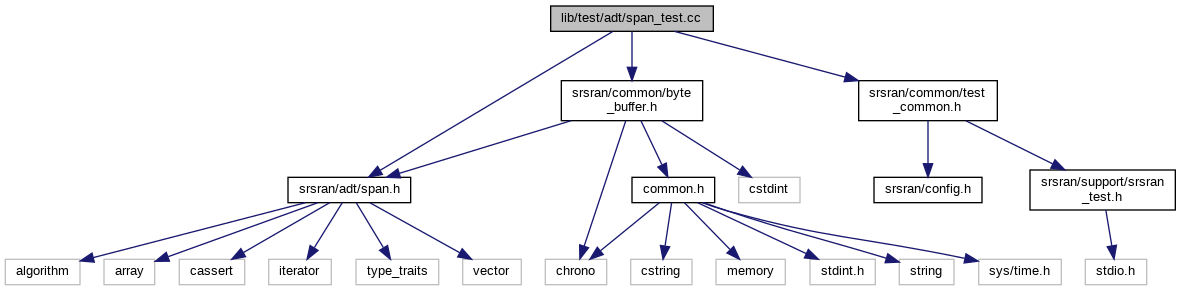 lib/test/adt/span_test.cc
srsran/common/byte
_buffer.h
srsran/common/test
_common.h
srsran/adt/span.h
common.h
cstdint
srsran/config.h
srsran/support/srsran
_test.h
algorithm
array
cassert
iterator
type_traits
vector
chrono
cstring
memory
stdint.h
string
sys/time.h
stdio.h